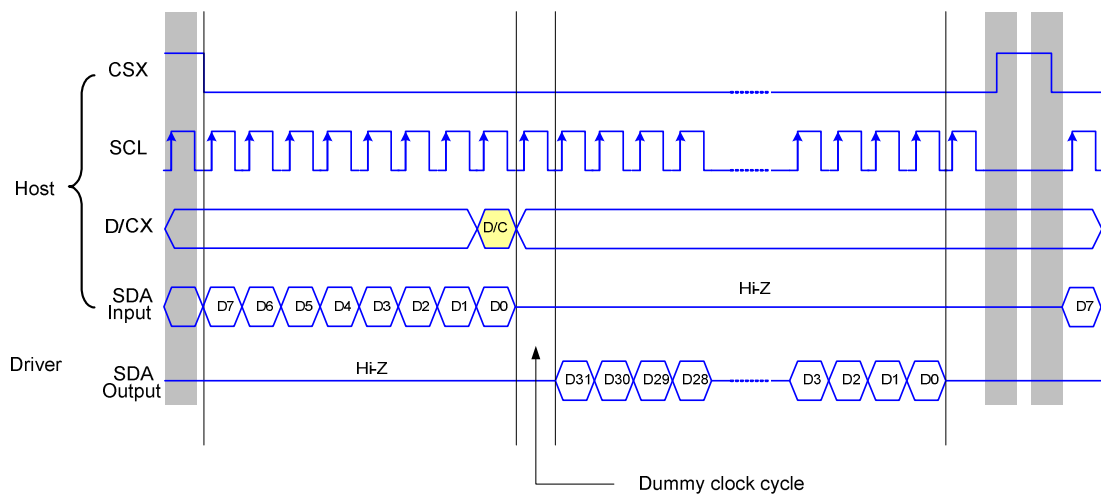 CSX
SCL
Host
D/CX
D/C
SDA
Input
D7 D6 D5 D4 D3 D2 D1 D0
Hi-Z
D7
Driver
SDA
Output
Hi-Z
D31 D30 D29 D28
D3 D2 D1 D0
Dummy clock cycle